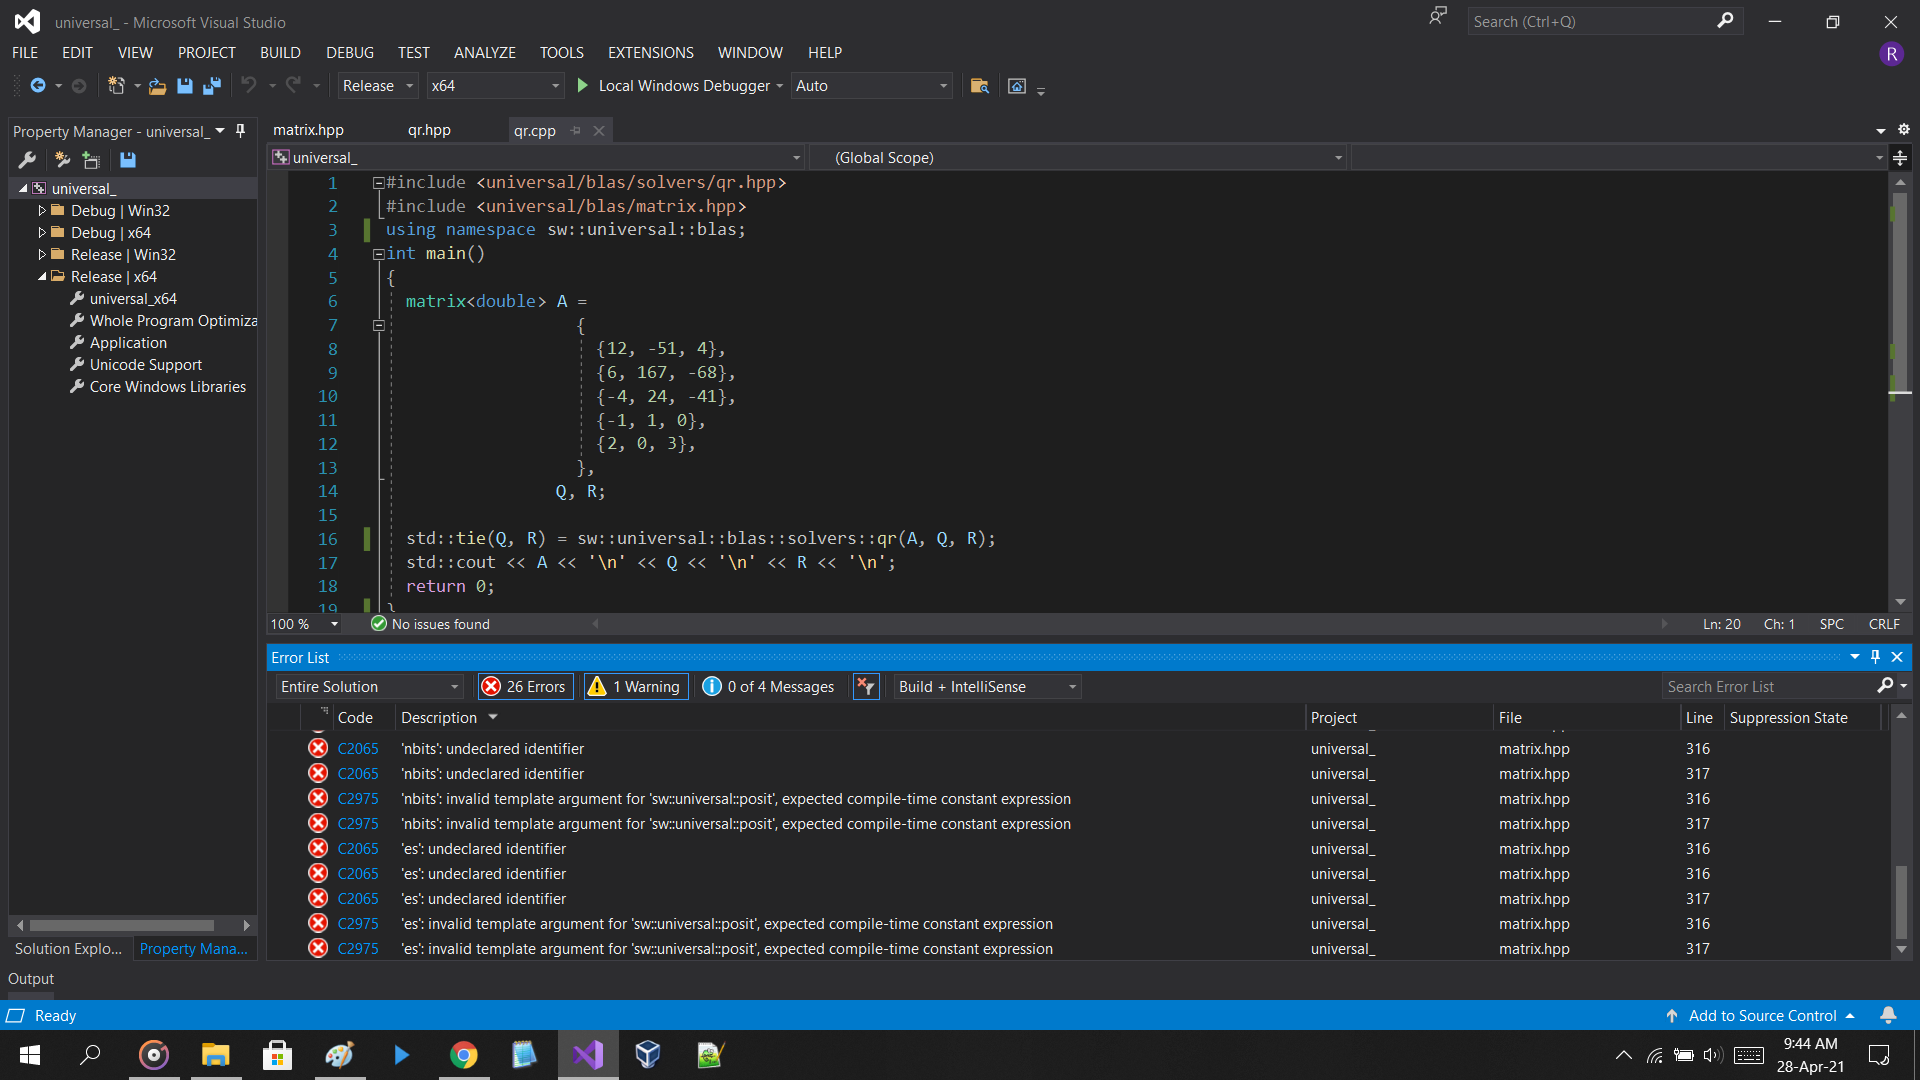 universal_ - Microsoft Visual Studio
Search (Ctrl+Q)
FILE EDIT VIEW PROJECT BUILD DEBUG TEST ANALYZE TOOLS EXTENSIONS WINDOW HELP
R
Release x64 Local Windows Debugger Auto
Property Manager - universal_
universal_
Debug | Win32
Debug | x64
Release | Win32
Release | x64
universal_x64
Whole Program Optimiza
Application
Unicode Support
Core Windows Libraries
Solution Explo... Property Mana...
matrix.hpp qr.hpp qr.cpp
universal_ (Global Scope)
1 #include <universal/blas/solvers/qr.hpp>
2 #include <universal/blas/matrix.hpp>
3 using namespace sw::universal::blas;
4 int main()
5 {
6 matrix<double> A =
7 {
8 {12, -51, 4},
9 {6, 167, -68},
10 {-4, 24, -41},
11 {-1, 1, 0},
12 {2, 0, 3},
13 },
14 Q, R;
15
16 std::tie(Q, R) = sw::universal::blas::solvers::qr(A, Q, R);
17 std::cout << A << '\n' << Q << '\n' << R << '\n';
18 return 0;
19 }
100 % No issues found Ln: 20 Ch: 1 SPC CRLF
Error List
Entire Solution 26 Errors 1 Warning 0 of 4 Messages Build + IntelliSense Search Error List
Code Description Project File Line Suppression State
C2065 'nbits': undeclared identifier universal_ matrix.hpp 316
C2065 'nbits': undeclared identifier universal_ matrix.hpp 317
C2975 'nbits': invalid template argument for 'sw::universal::posit', expected compile-time constant expression universal_ matrix.hpp 316
C2975 'nbits': invalid template argument for 'sw::universal::posit', expected compile-time constant expression universal_ matrix.hpp 317
C2065 'es': undeclared identifier universal_ matrix.hpp 316
C2065 'es': undeclared identifier universal_ matrix.hpp 316
C2065 'es': undeclared identifier universal_ matrix.hpp 317
C2975 'es': invalid template argument for 'sw::universal::posit', expected compile-time constant expression universal_ matrix.hpp 316
C2975 'es': invalid template argument for 'sw::universal::posit', expected compile-time constant expression universal_ matrix.hpp 317
Output
Ready Add to Source Control
9:44 AM
28-Apr-21